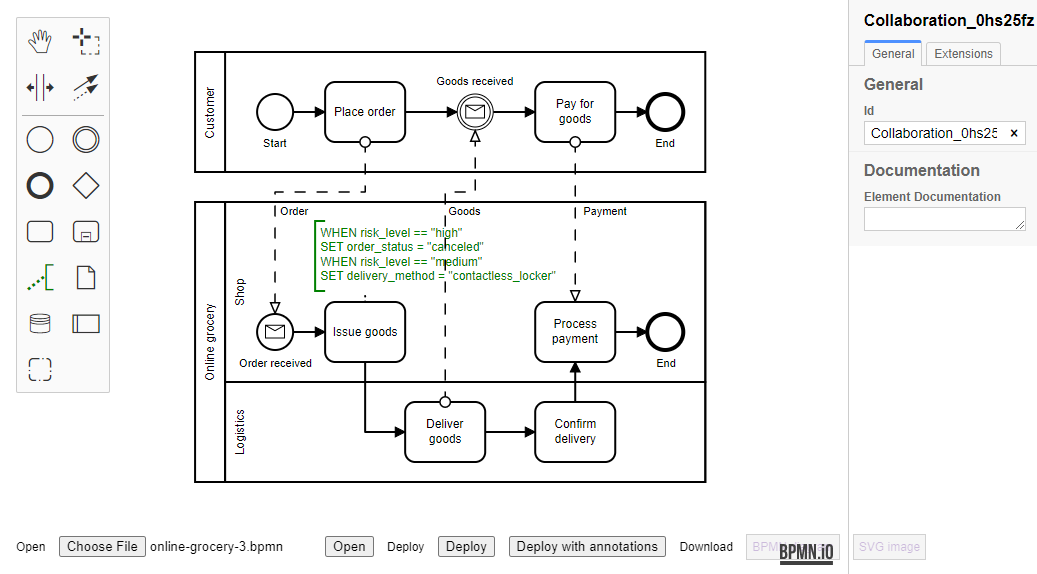 Collaboration_0hs25fz
General
Extensions
General
Id
Collaboration_0hs25
×
Documentation
Element Documentation
Customer
Start
Place order
Goods received
Pay for
goods
End
Order
Goods
Payment
WHEN risk_level == "high"
SET order_status = "canceled"
WHEN risk_level == "medium"
SET delivery_method = "contactless_locker"
Online grocery
Shop
Order received
Issue goods
Process
payment
End
Logistics
Deliver
goods
Confirm
delivery
Open
Choose File
online-grocery-3.bpmn
Open
Deploy
Deploy
Deploy with annotations
Download
BPMN.iO
SVG image